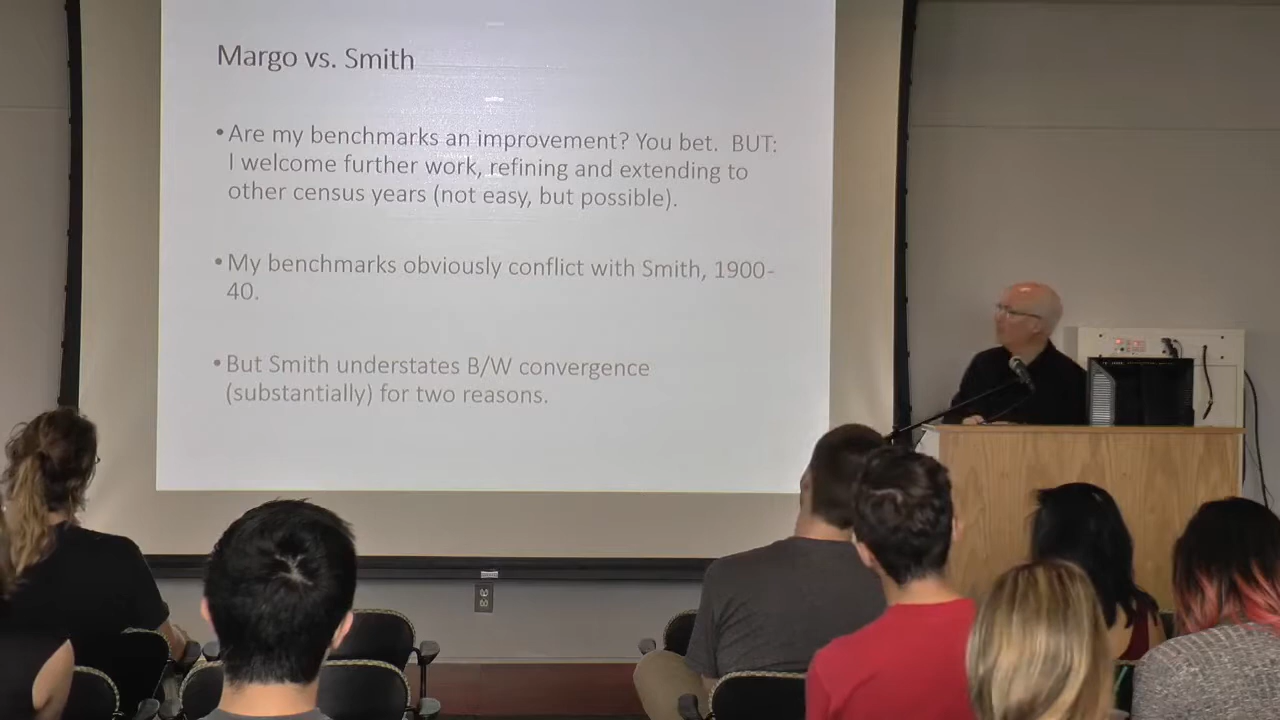 Margo vs. Smith
• Are my benchmarks an improvement? You bet. BUT:
I welcome further work, refining and extending to
other census years (not easy, but possible).
• My benchmarks obviously conflict with Smith, 1900-
40.
• But Smith understates B/W convergence
(substantially) for two reasons.